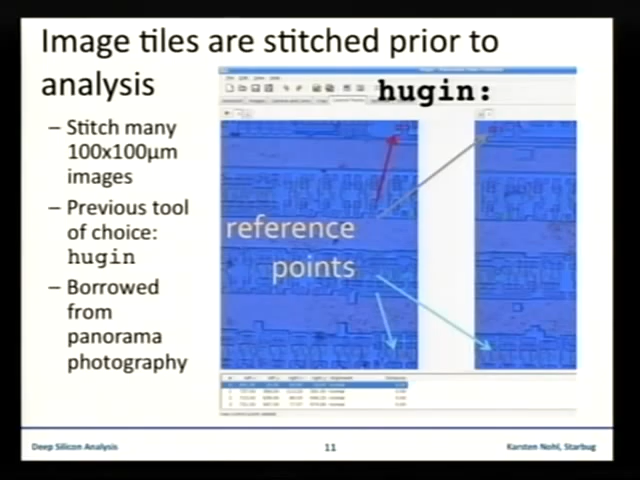 Image tiles are stitched prior to
analysis
– Stitch many
100x100μm
images
– Previous tool
of choice:
hugin
– Borrowed
from
panorama
photography
hugin:
reference
points
Deep Silicon Analysis
11
Karsten Nohl, Starbug